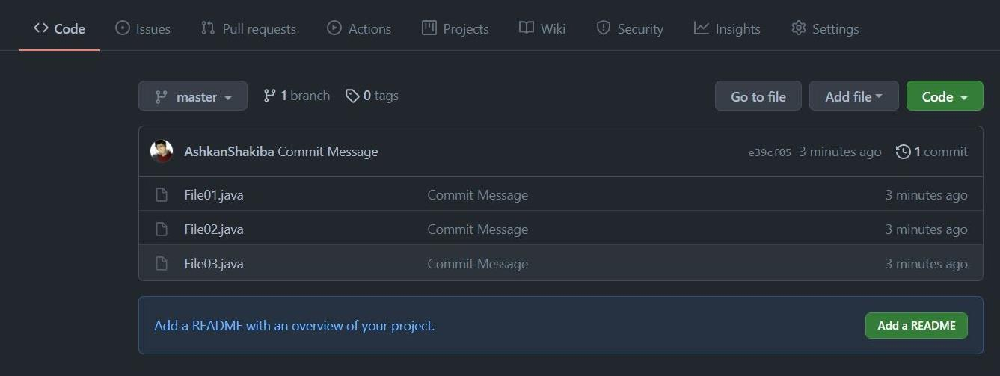 Code Issues Pull requests Actions Projects Wiki Security Insights Settings
master 1 branch 0 tags Go to file Add file Code
AshkanShakiba Commit Message e39cf05 3 minutes ago 1 commit
File01.java Commit Message 3 minutes ago
File02.java Commit Message 3 minutes ago
File03.java Commit Message 3 minutes ago
Add a README with an overview of your project. Add a README